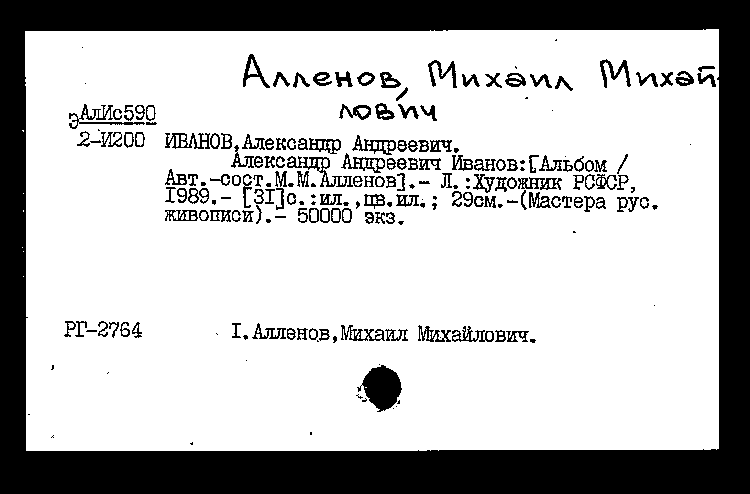 Алленов, Михаил Михай-
лович
эАлИс590
2-И200 ИВАНОВ,Александр Андреевич.
Александр Андреевич Иванов:[Альбом /
Авт.-сост.М.М.Алленов].- Л.:Художник РСФСР,
1989.- [31]с.:ил.,цв.ил.; 29см.-(Мастера рус.
живописи).- 50000 экз.
РГ-2764 I.Алленов,Михаил Михайлович.